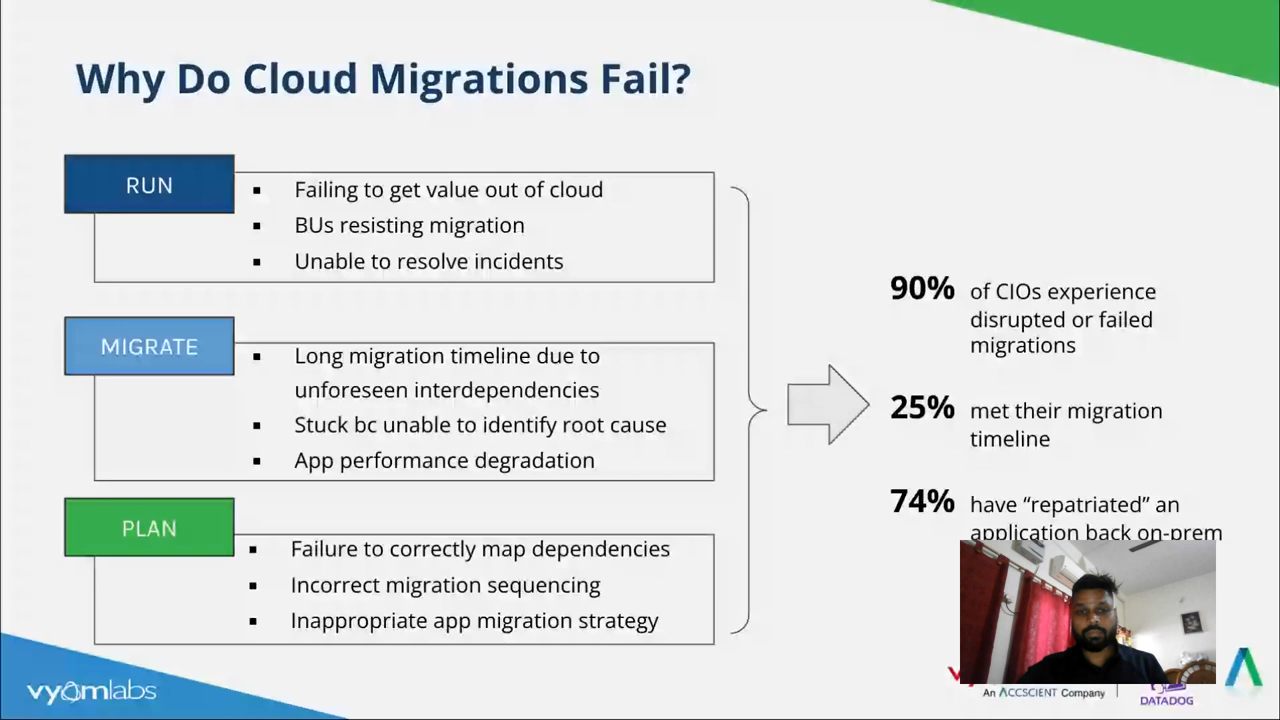 Why Do Cloud Migrations Fail?
RUN
▪ Failing to get value out of cloud
▪ BUs resisting migration
▪ Unable to resolve incidents
MIGRATE
▪ Long migration timeline due to
unforeseen interdependencies
▪ Stuck bc unable to identify root cause
▪ App performance degradation
PLAN
▪ Failure to correctly map dependencies
▪ Incorrect migration sequencing
▪ Inappropriate app migration strategy
90% of CIOs experience
disrupted or failed
migrations
25% met their migration
timeline
74% have “repatriated” an
application back on-prem
vyomlabs
An ACCSCIENT Company
DATADOG